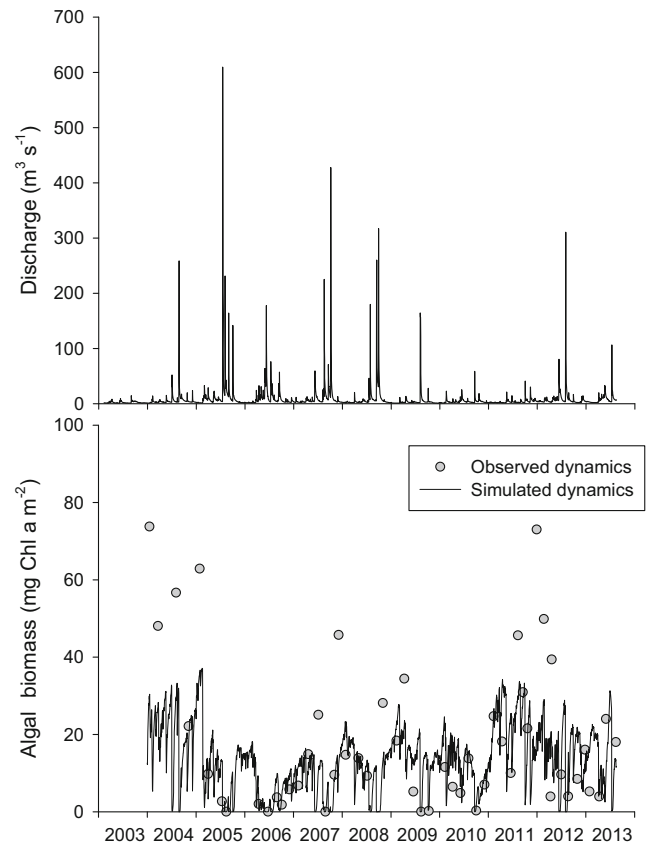 700
600
500
400
300
200
100
0
Discharge (m³ s⁻¹)
100
80
60
40
20
0
Algal biomass (mg Chl a m⁻²)
Observed dynamics
Simulated dynamics
2003 2004 2005 2006 2007 2008 2009 2010 2011 2012 2013